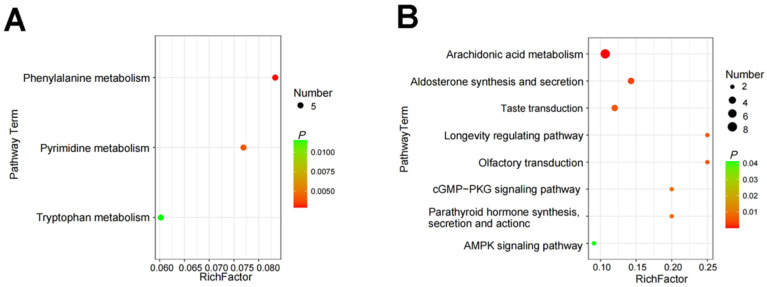 A
Pathway Term
Phenylalanine metabolism
Pyrimidine metabolism
Tryptophan metabolism
0.060 0.065 0.070 0.075 0.080
RichFactor
Number
5
P
0.0100
0.0075
0.0050
B
PathwayTerm
Arachidonic acid metabolism
Aldosterone synthesis and secretion
Taste transduction
Longevity regulating pathway
Olfactory transduction
cGMP−PKG signaling pathway
Parathyroid hormone synthesis,
secretion and actionc
AMPK signaling pathway
0.10 0.15 0.20 0.25
RichFactor
Number
2
4
6
8
P
0.04
0.03
0.02
0.01